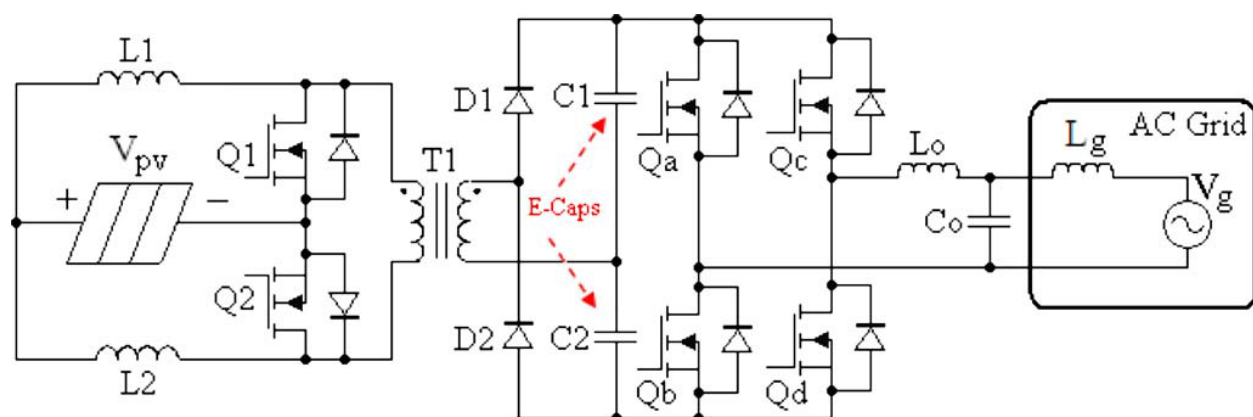 L1
D1
C1
AC Grid
Lg
Lo
Vpv
Q1
T1
Qa
Qc
Vg
+
−
E-Caps
Co
Q2
D2
C2
L2
Qb
Qd